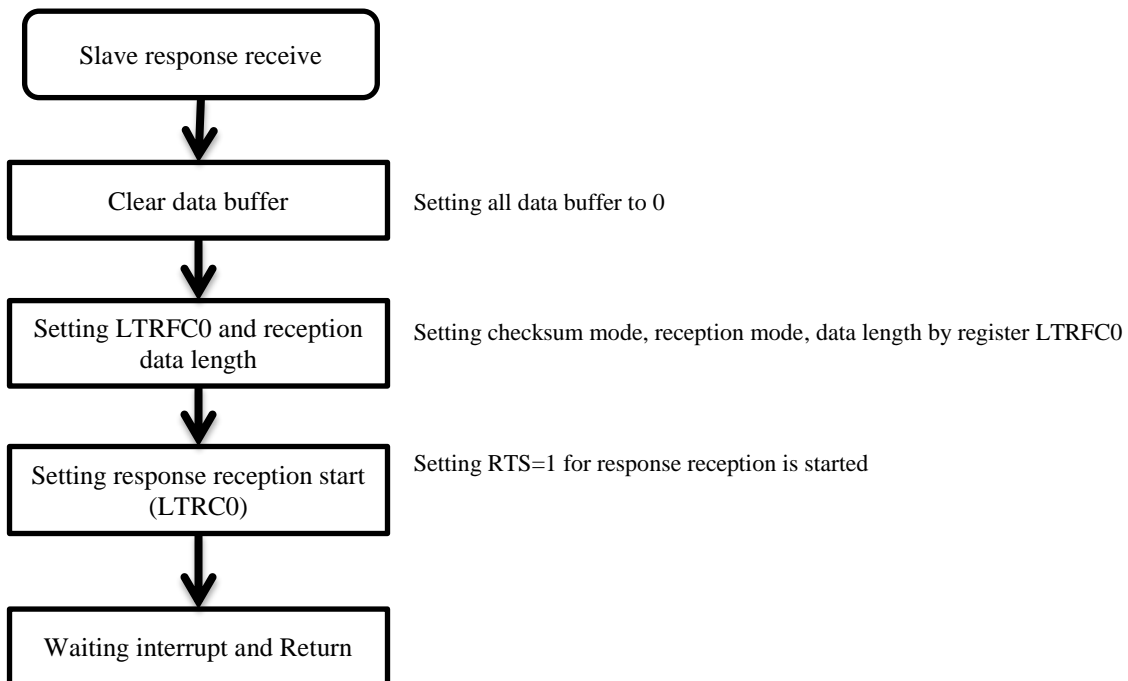 Slave response receive
Clear data buffer
Setting all data buffer to 0
Setting LTRFC0 and reception
data length
Setting checksum mode, reception mode, data length by register LTRFC0
Setting response reception start
(LTRC0)
Setting RTS=1 for response reception is started
Waiting interrupt and Return